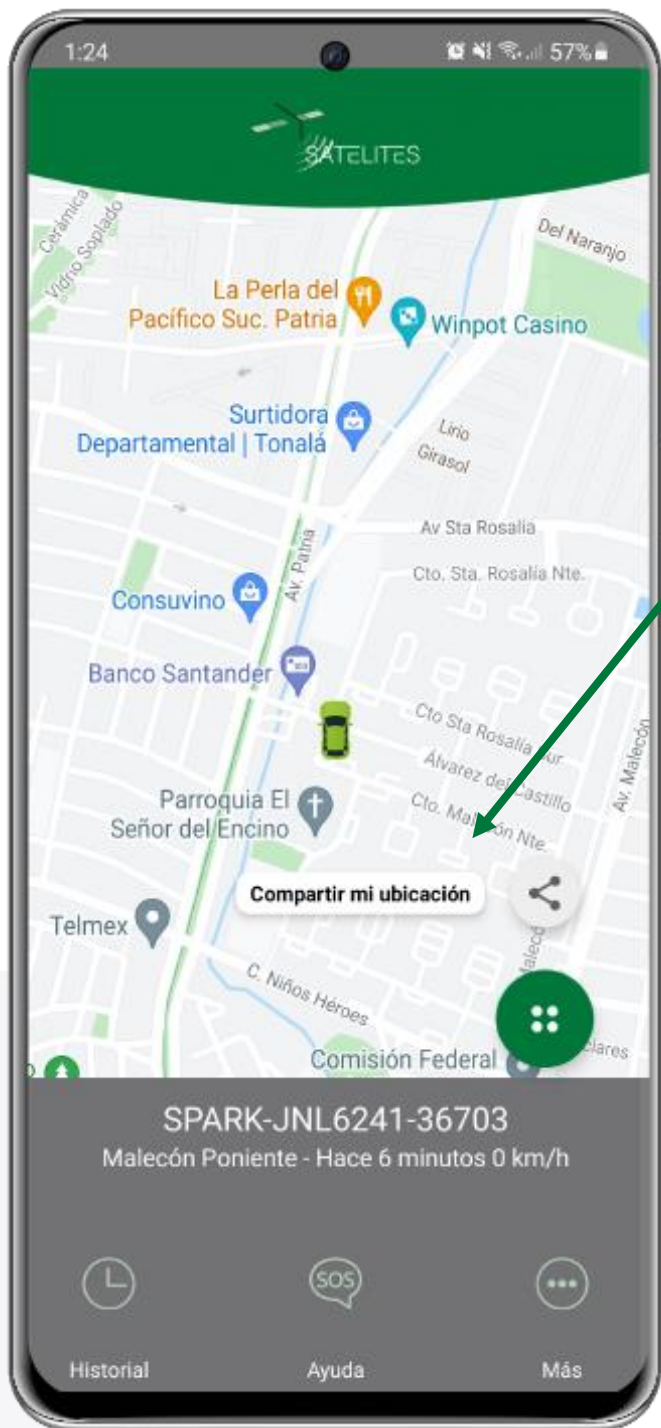 1:24
57%
SATELITES
Cerámica
Vidrio Soplado
Del Naranjo
La Perla del
Pacífico Suc. Patria
Winpot Casino
Surtidora
Departamental | Tonalá
Lirio
Girasol
Av Sta Rosalia
Av. Patria
Cto. Sta. Rosalia Nte.
Consuvino
Banco Santander
Cto Sta Rosalía Sur
Álvarez del Castillo
Av. Malecón
Parroquia El
Señor del Encino
Cto. Malecón Nte.
Compartir mi ubicación
Telmex
C. Niños Héroes
Comisión Federal
SPARK-JNL6241-36703
Malecón Poniente - Hace 6 minutos 0 km/h
SOS
Historial
Ayuda
Más